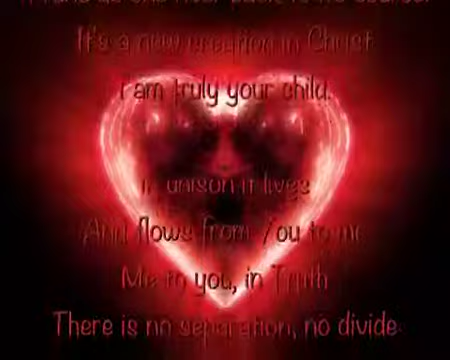 It's a new creation in Christ
I am truly your child.
In unison it lives
And flows from You to me
Me to you, in Truth
There is no separation, no divide